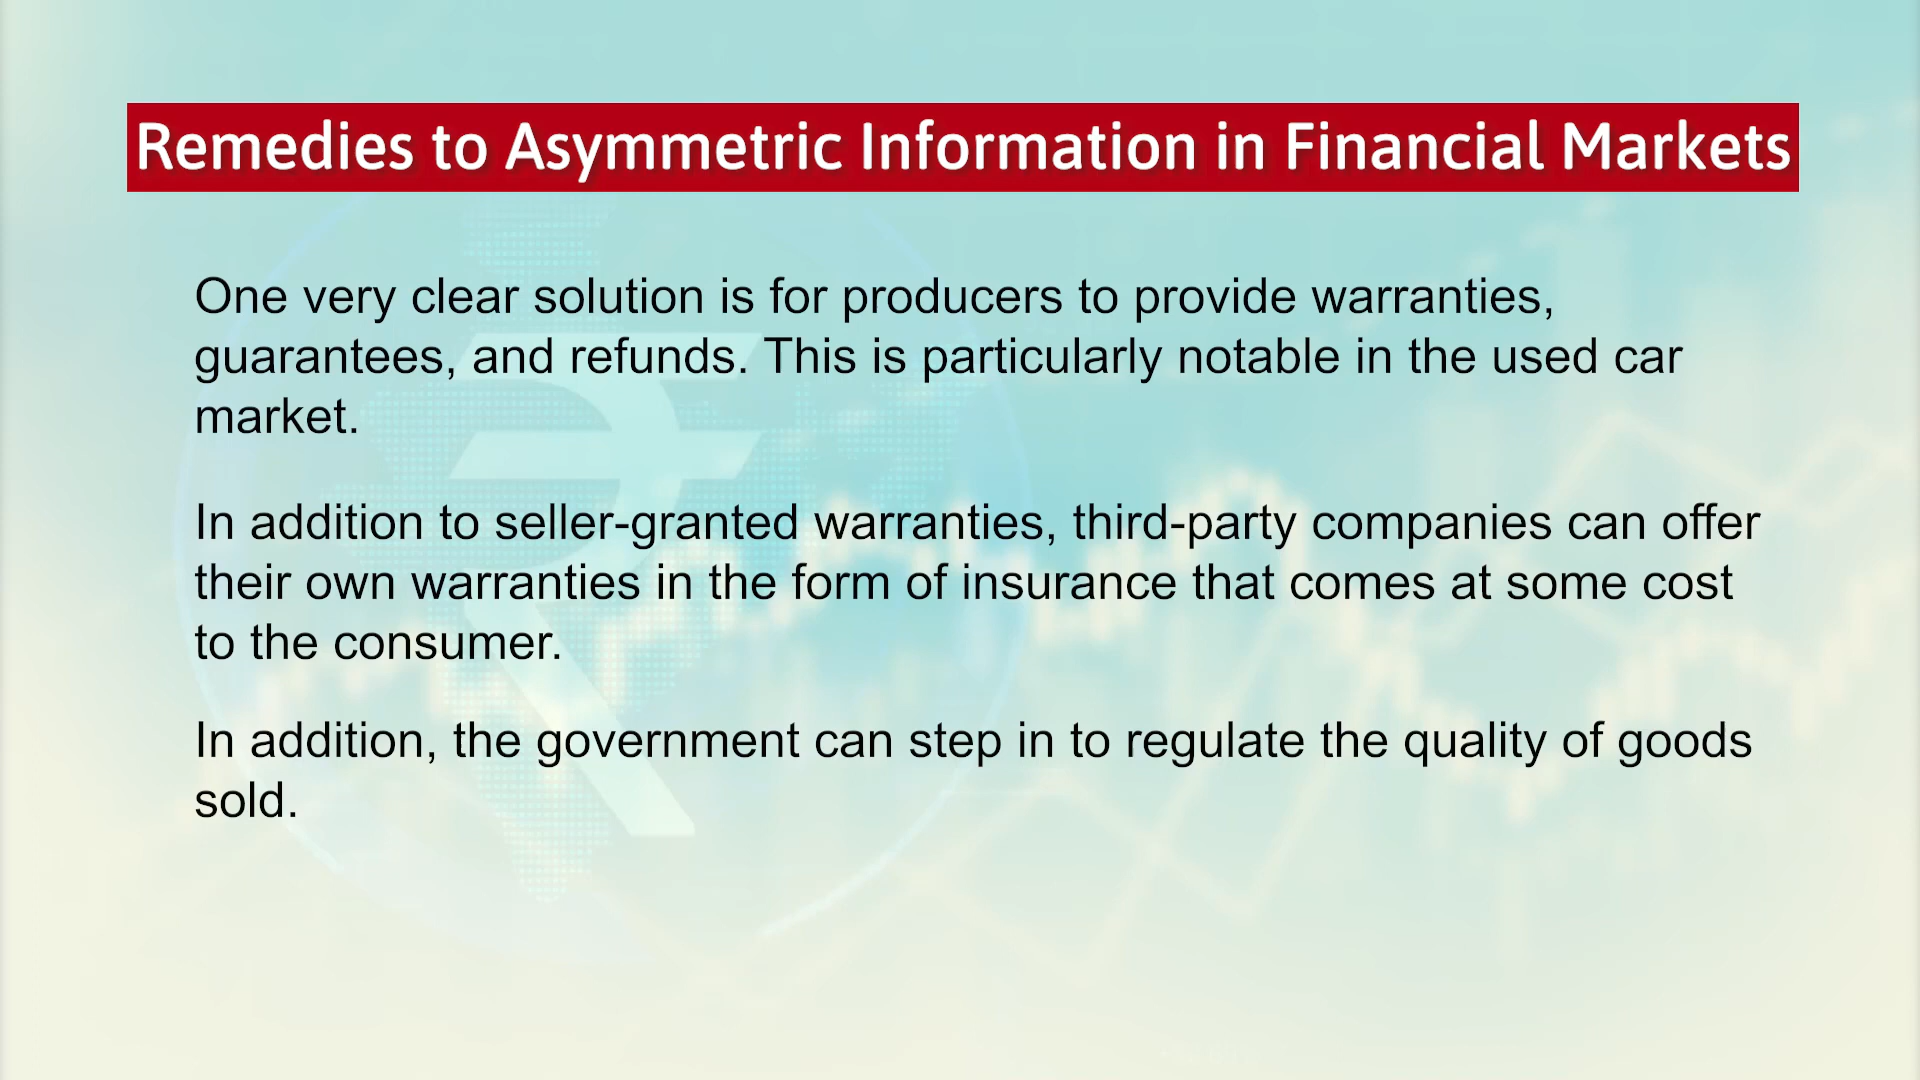 Remedies to Asymmetric Information in Financial Markets
One very clear solution is for producers to provide warranties,
guarantees, and refunds. This is particularly notable in the used car
market.
In addition to seller-granted warranties, third-party companies can offer
their own warranties in the form of insurance that comes at some cost
to the consumer.
In addition, the government can step in to regulate the quality of goods
sold.